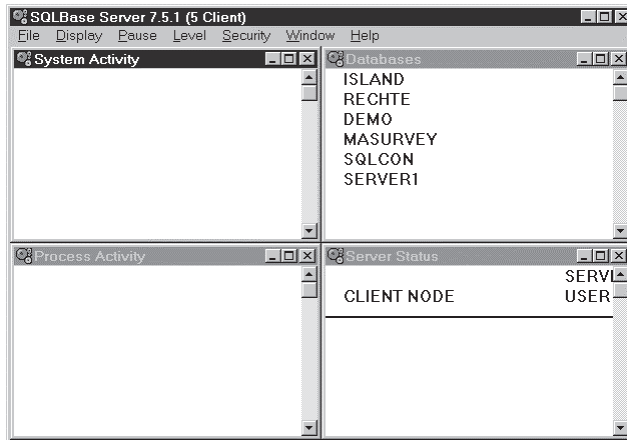 SQLBase Server 7.5.1 (5 Client)
File Display Pause Level Security Window Help
System Activity
Databases
ISLAND
RECHTE
DEMO
MASURVEY
SQLCON
SERVER1
Process Activity
Server Status
SERV
CLIENT NODE USER